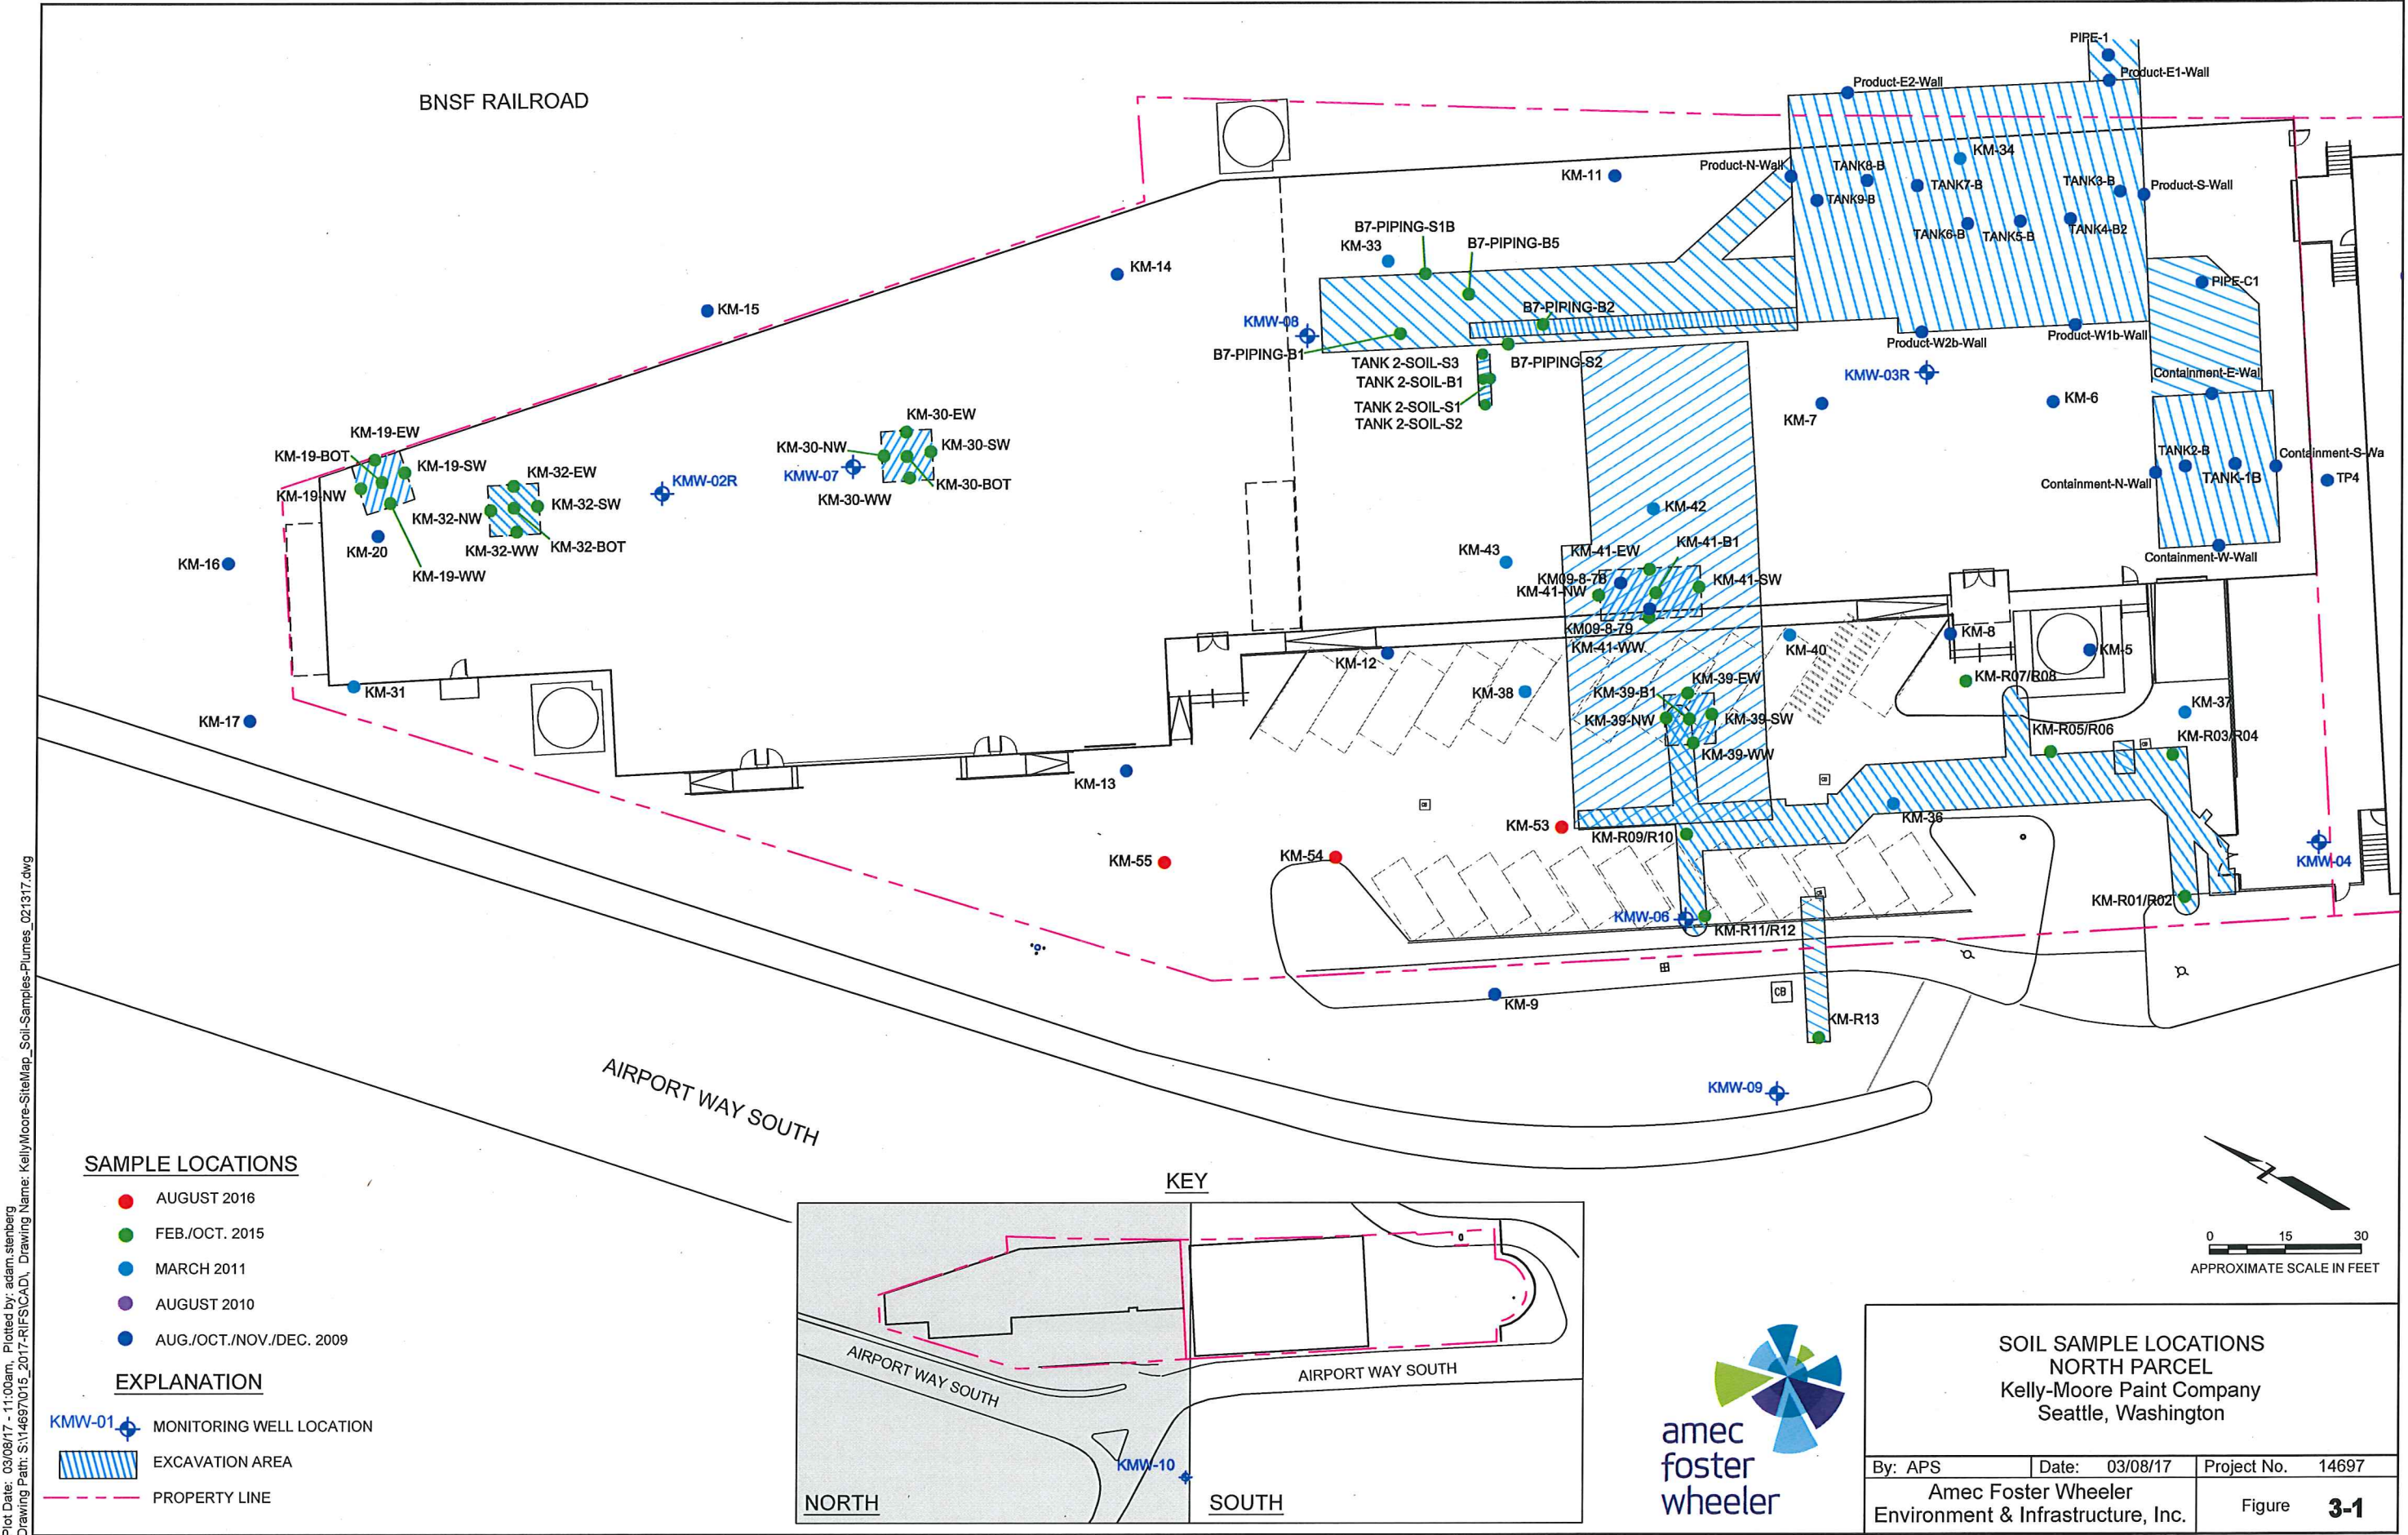 BNSF RAILROAD
PIPE-1
Product-E1-Wall
Product-E2-Wall
KM-34
Product-N-Wall
TANK8-B
TANK7-B
TANK3-B
Product-S-Wall
TANK9-B
KM-11
TANK6-B
TANK5-B
TANK4-B2
B7-PIPING-S1B
KM-33
B7-PIPING-B5
KM-14
PIPE-C1
KM-15
KMW-08
B7-PIPING-B2
B7-PIPING-B1
Product-W2b-Wall
Product-W1b-Wall
TANK 2-SOIL-S3
B7-PIPING-S2
TANK 2-SOIL-B1
KMW-03R
Containment-E-Wal
TANK 2-SOIL-S1
TANK 2-SOIL-S2
KM-7
KM-6
KM-19-EW
KM-30-EW
KM-19-BOT
KM-19-SW
KM-30-NW
KM-30-SW
KMW-07
KM-30-BOT
KM-30-WW
KM-32-EW
KMW-02R
KM-19-NW
KM-32-SW
KM-32-NW
KM-20
KM-32-WW
KM-32-BOT
KM-19-WW
KM-16
TANK2-B
Containment-S-Wa
Containment-N-Wall
TANK-1B
TP4
Containment-W-Wall
KM-42
KM-43
KM-41-EW
KM-41-B1
KM09-8-78
KM-41-SW
KM-41-NW
KM09-8-79
KM-41-WW
KM-40
KM-8
KM-5
KM-12
KM-31
KM-17
KM-38
KM-39-EW
KM-39-B1
KM-39-NW
KM-39-SW
KM-39-WW
KM-R07/R08
KM-37
KM-R05/R06
KM-R03/R04
KM-13
KM-36
KM-53
KM-R09/R10
KM-55
KM-54
KMW-04
KM-R01/R02
KMW-06
KM-R11/R12
KM-9
CB
KM-R13
KMW-09
AIRPORT WAY SOUTH
SAMPLE LOCATIONS
AUGUST 2016
FEB./OCT. 2015
MARCH 2011
AUGUST 2010
AUG./OCT./NOV./DEC. 2009
EXPLANATION
KMW-01
MONITORING WELL LOCATION
EXCAVATION AREA
PROPERTY LINE
KEY
AIRPORT WAY SOUTH
AIRPORT WAY SOUTH
KMW-10
NORTH
SOUTH
0 15 30
APPROXIMATE SCALE IN FEET
amec
foster
wheeler
SOIL SAMPLE LOCATIONS
NORTH PARCEL
Kelly-Moore Paint Company
Seattle, Washington
By: APS
Date: 03/08/17
Project No. 14697
Amec Foster Wheeler
Environment & Infrastructure, Inc.
Figure 3-1
Plot Date: 03/08/17 - 11:00am, Plotted by: adam.stenberg
Drawing Path: S:\14697\015_2017-RIFS\CAD\, Drawing Name: KellyMoore-SiteMap_Soil-Samples-Plumes_021317.dwg